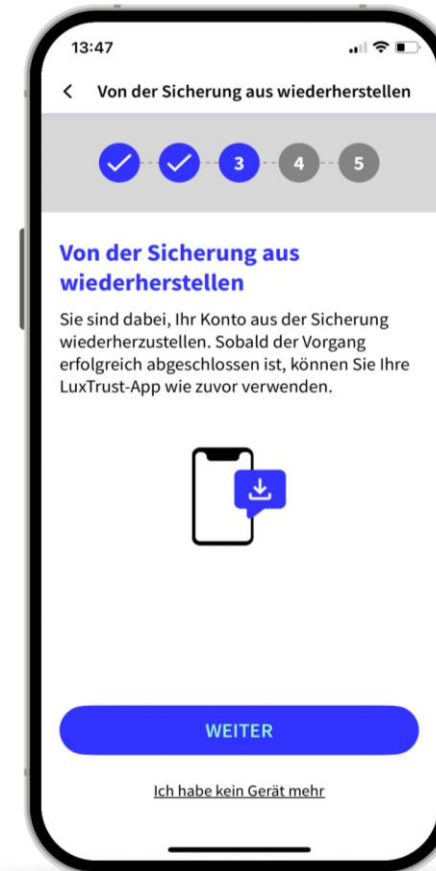 13:47
Von der Sicherung aus wiederherstellen
3 4 5
Von der Sicherung aus
wiederherstellen
Sie sind dabei, Ihr Konto aus der Sicherung
wiederherzustellen. Sobald der Vorgang
erfolgreich abgeschlossen ist, können Sie Ihre
LuxTrust-App wie zuvor verwenden.
WEITER
Ich habe kein Gerät mehr